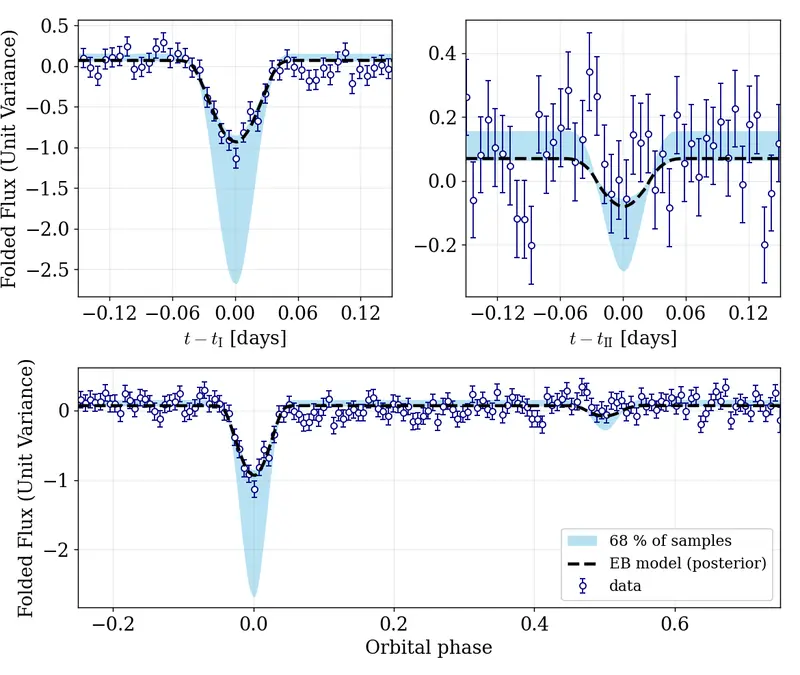 Folded Flux (Unit Variance)
0.5
0.0
−0.5
−1.0
−1.5
−2.0
−2.5
−0.12 −0.06 0.00 0.06 0.12
t − tI [days]
0.4
0.2
0.0
−0.2
−0.12 −0.06 0.00 0.06 0.12
t − tII [days]
Folded Flux (Unit Variance)
0
−1
−2
68 % of samples
EB model (posterior)
data
−0.2 0.0 0.2 0.4 0.6
Orbital phase